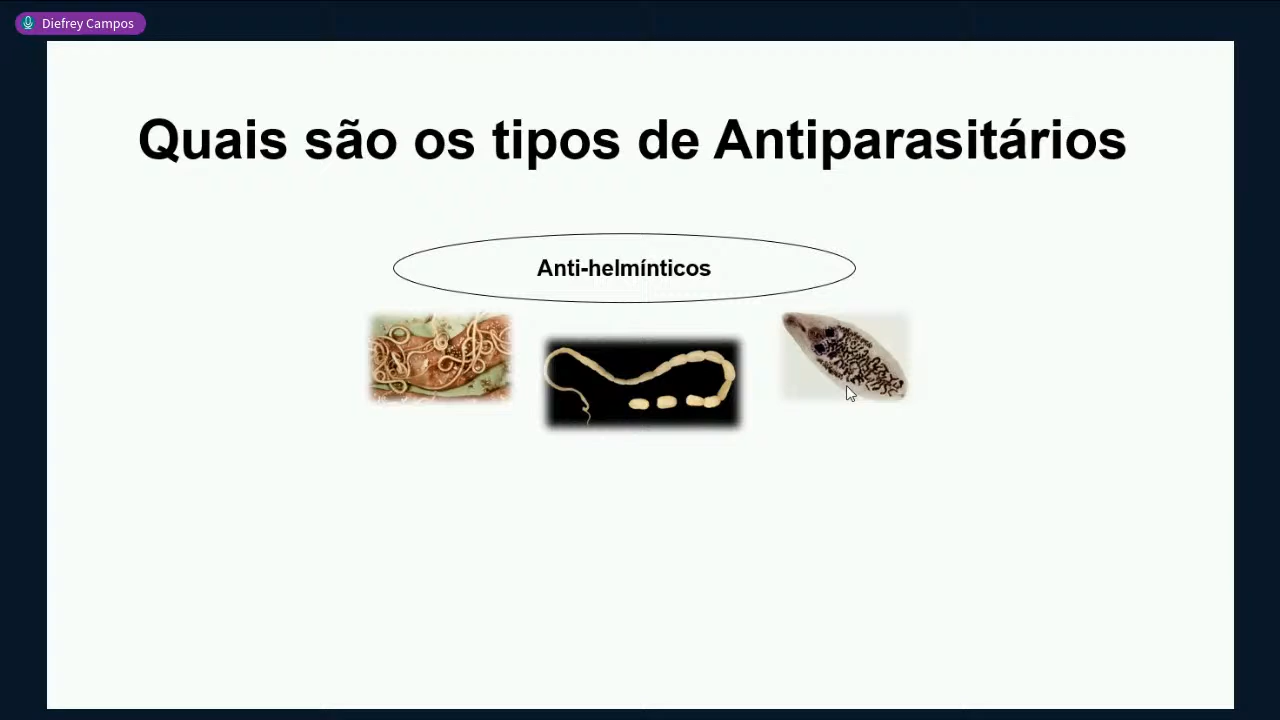 Diefrey Campos
Quais são os tipos de Antiparasitários
Anti-helmínticos